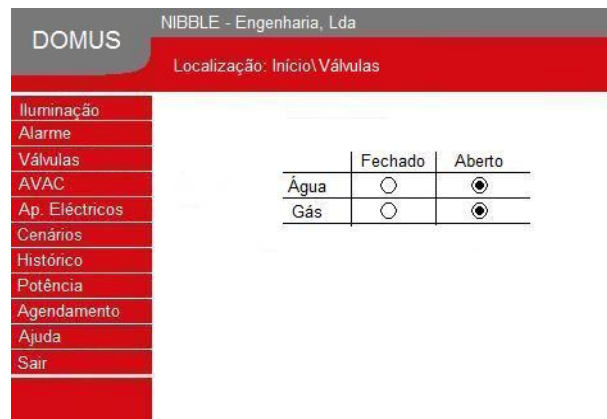 DOMUS
NIBBLE - Engenharia, Lda
Localização: Início\Válvulas
Iluminação
Alarme
Válvulas
AVAC
Ap. Eléctricos
Cenários
Histórico
Potência
Agendamento
Ajuda
Sair
Fechado Aberto
Água
Gás